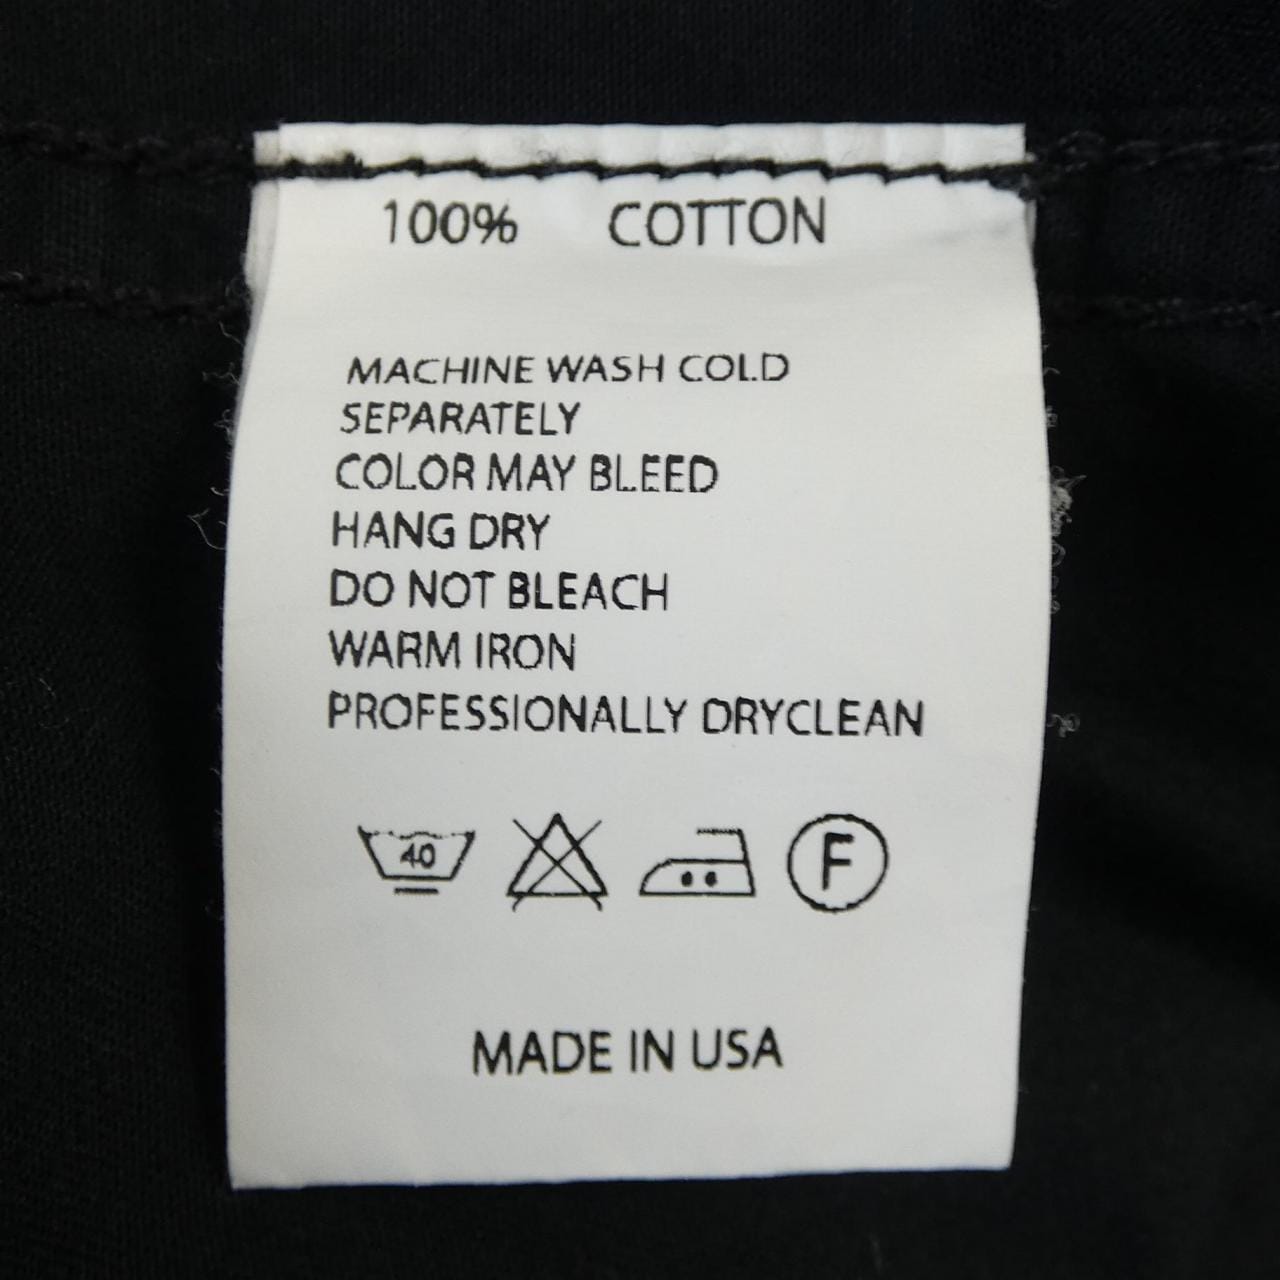 100% COTTON
MACHINE WASH COLD
SEPARATELY
COLOR MAY BLEED
HANG DRY
DO NOT BLEACH
WARM IRON
PROFESSIONALLY DRYCLEAN
40 F
MADE IN USA